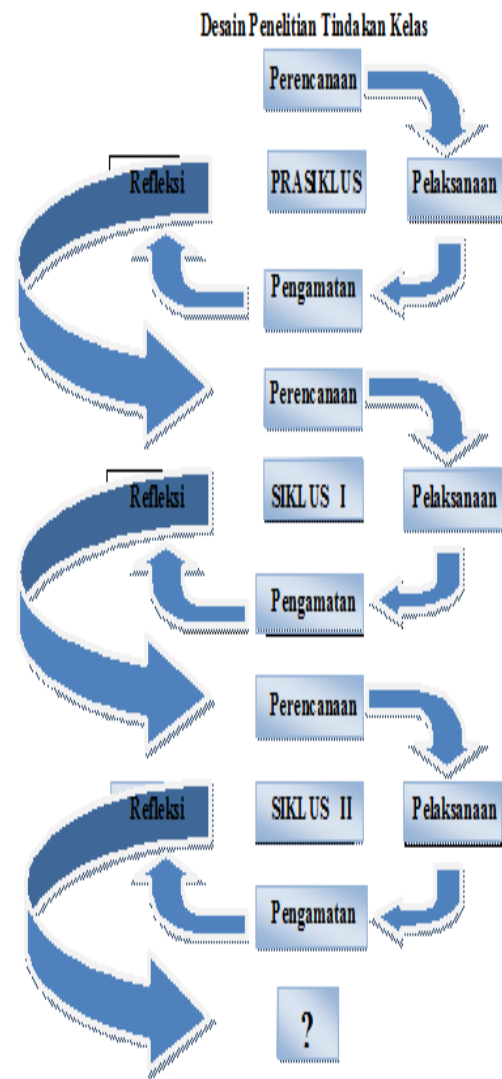 Desain Penelitian Tindakan Kelas
Perencanaan
Refleksi
PRASIKLUS
Pelaksanaan
Pengamatan
Perencanaan
Refleksi
SIKLUS I
Pelaksanaan
Pengamatan
Perencanaan
Refleksi
SIKLUS II
Pelaksanaan
Pengamatan
?